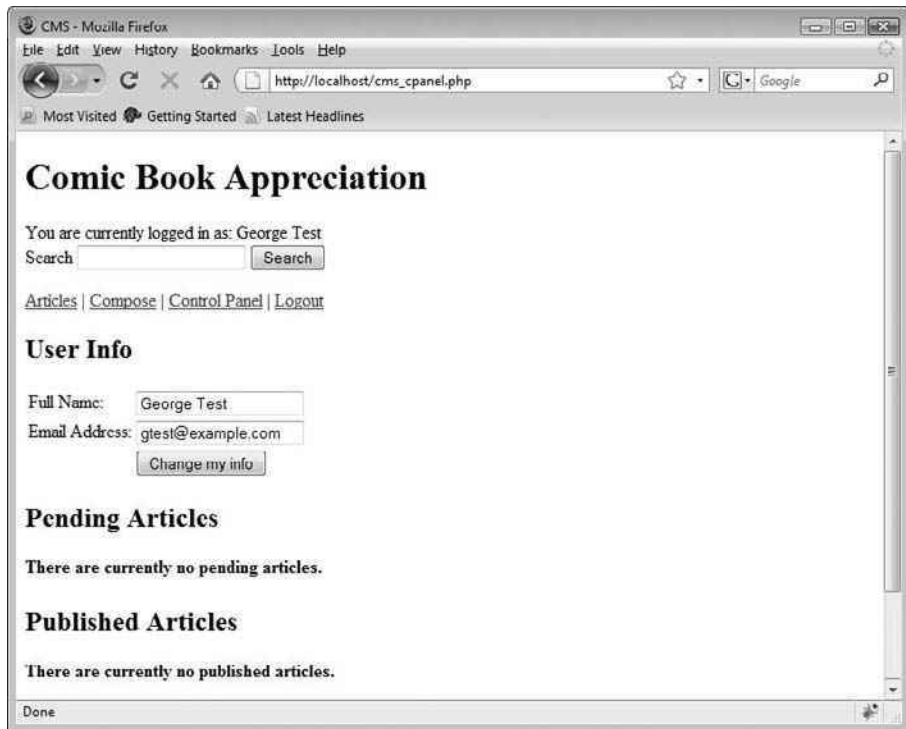 CMS - Mozilla Firefox
File Edit View History Bookmarks Tools Help
http://localhost/cms_cpanel.php
G Google
Most Visited Getting Started Latest Headlines
Comic Book Appreciation
You are currently logged in as: George Test
Search Search
Articles | Compose | Control Panel | Logout
User Info
Full Name: George Test
Email Address: gtest@example.com
Change my info
Pending Articles
There are currently no pending articles.
Published Articles
There are currently no published articles.
Done